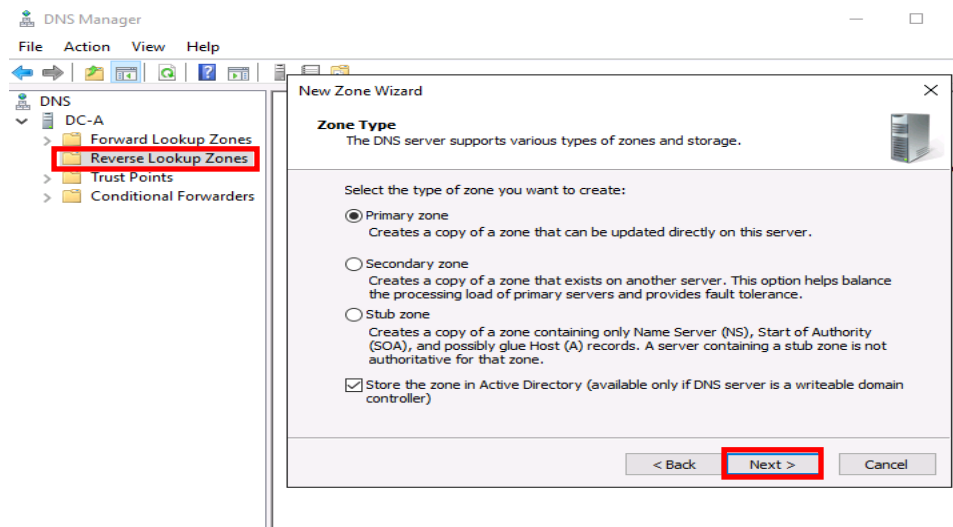 DNS Manager
File Action View Help
DNS
DC-A
Forward Lookup Zones
Reverse Lookup Zones
Trust Points
Conditional Forwarders
New Zone Wizard
Zone Type
The DNS server supports various types of zones and storage.
Select the type of zone you want to create:
Primary zone
Creates a copy of a zone that can be updated directly on this server.
Secondary zone
Creates a copy of a zone that exists on another server. This option helps balance
the processing load of primary servers and provides fault tolerance.
Stub zone
Creates a copy of a zone containing only Name Server (NS), Start of Authority
(SOA), and possibly glue Host (A) records. A server containing a stub zone is not
authoritative for that zone.
Store the zone in Active Directory (available only if DNS server is a writeable domain
controller)
< Back Next > Cancel